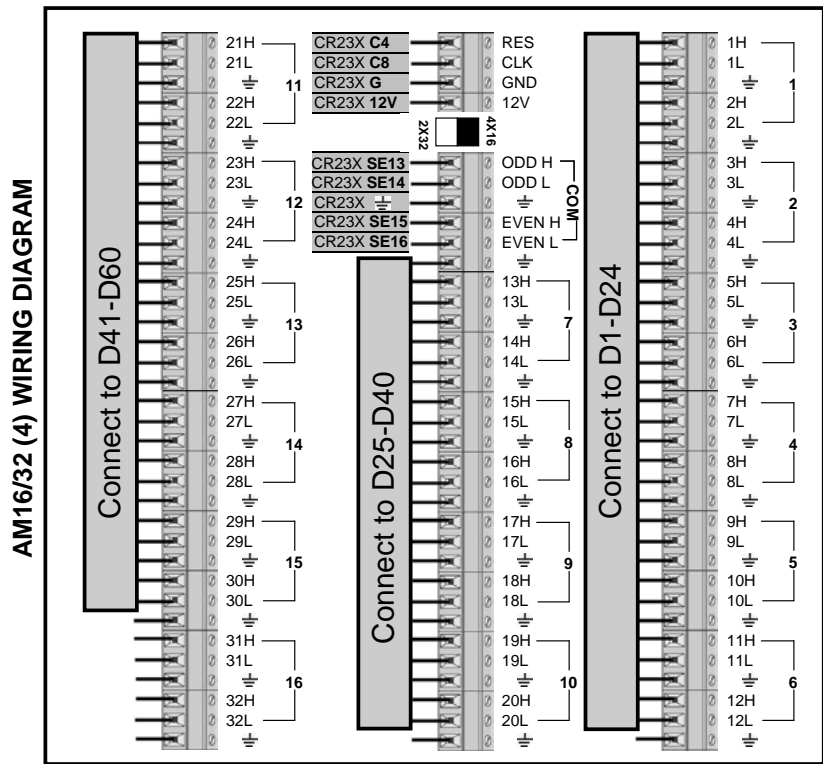 AM16/32 (4) WIRING DIAGRAM
Connect to D41-D60
21H
21L
11
22H
22L
23H
23L
12
24H
24L
25H
25L
13
26H
26L
27H
27L
14
28H
28L
29H
29L
15
30H
30L
31H
31L
16
32H
32L
CR23X C4 RES
CR23X C8 CLK
CR23X G GND
CR23X 12V 12V
2X32 4X16
CR23X SE13 ODD H
CR23X SE14 ODD L
CR23X
COM
CR23X SE15 EVEN H
CR23X SE16 EVEN L
Connect to D25-D40
13H
13L
7
14H
14L
15H
15L
8
16H
16L
17H
17L
9
18H
18L
19H
19L
10
20H
20L
Connect to D1-D24
1H
1L
1
2H
2L
3H
3L
2
4H
4L
5H
5L
3
6H
6L
7H
7L
4
8H
8L
9H
9L
5
10H
10L
11H
11L
6
12H
12L